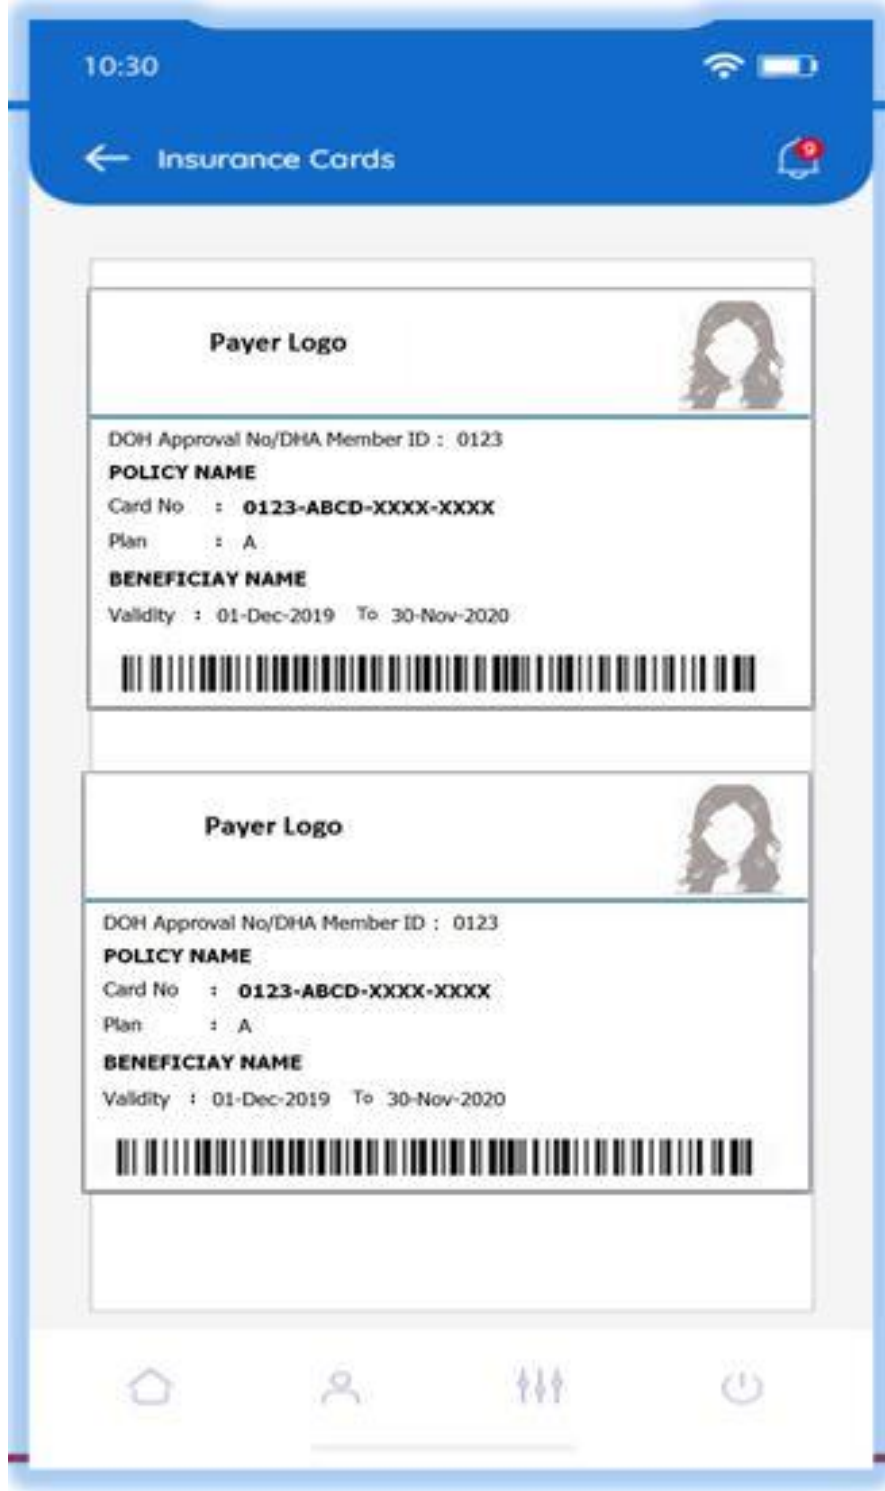 10:30
Insurance Cards
9
Payer Logo
DOH Approval No/DHA Member ID : 0123
POLICY NAME
Card No : 0123-ABCD-XXXX-XXXX
Plan : A
BENEFICIAY NAME
Validity : 01-Dec-2019 To 30-Nov-2020
Payer Logo
DOH Approval No/DHA Member ID : 0123
POLICY NAME
Card No : 0123-ABCD-XXXX-XXXX
Plan : A
BENEFICIAY NAME
Validity : 01-Dec-2019 To 30-Nov-2020